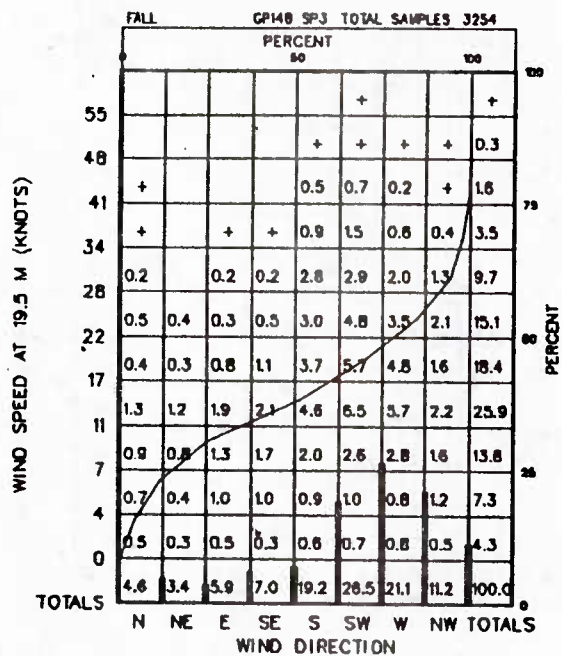 FALL GP148 SP3 TOTAL SAMPLES 3254
PERCENT
0 50 100
100
+ +
55
+ + + + 0.3
48
+ 0.5 0.7 0.2 + 1.6
41 75
+ + + 0.9 1.5 0.6 0.4 3.5
34
0.2 0.2 0.2 2.8 2.9 2.0 1.3 9.7
28
0.5 0.4 0.3 0.5 3.0 4.8 3.5 2.1 15.1
22 50
0.4 0.3 0.8 1.1 3.7 5.7 4.8 1.6 18.4
17
1.3 1.2 1.9 2.1 4.6 6.5 5.7 2.2 25.9
11
0.9 0.8 1.3 1.7 2.0 2.6 2.8 1.6 13.8
7 25
0.7 0.4 1.0 1.0 0.9 1.0 0.8 1.2 7.3
4
0.5 0.3 0.5 0.3 0.6 0.7 0.8 0.5 4.3
0
4.6 3.4 5.9 7.0 19.2 26.5 21.1 11.2 100.0
TOTALS 0
N NE E SE S SW W NW TOTALS
WIND DIRECTION
WIND SPEED AT 19.5 M (KNOTS)
PERCENT